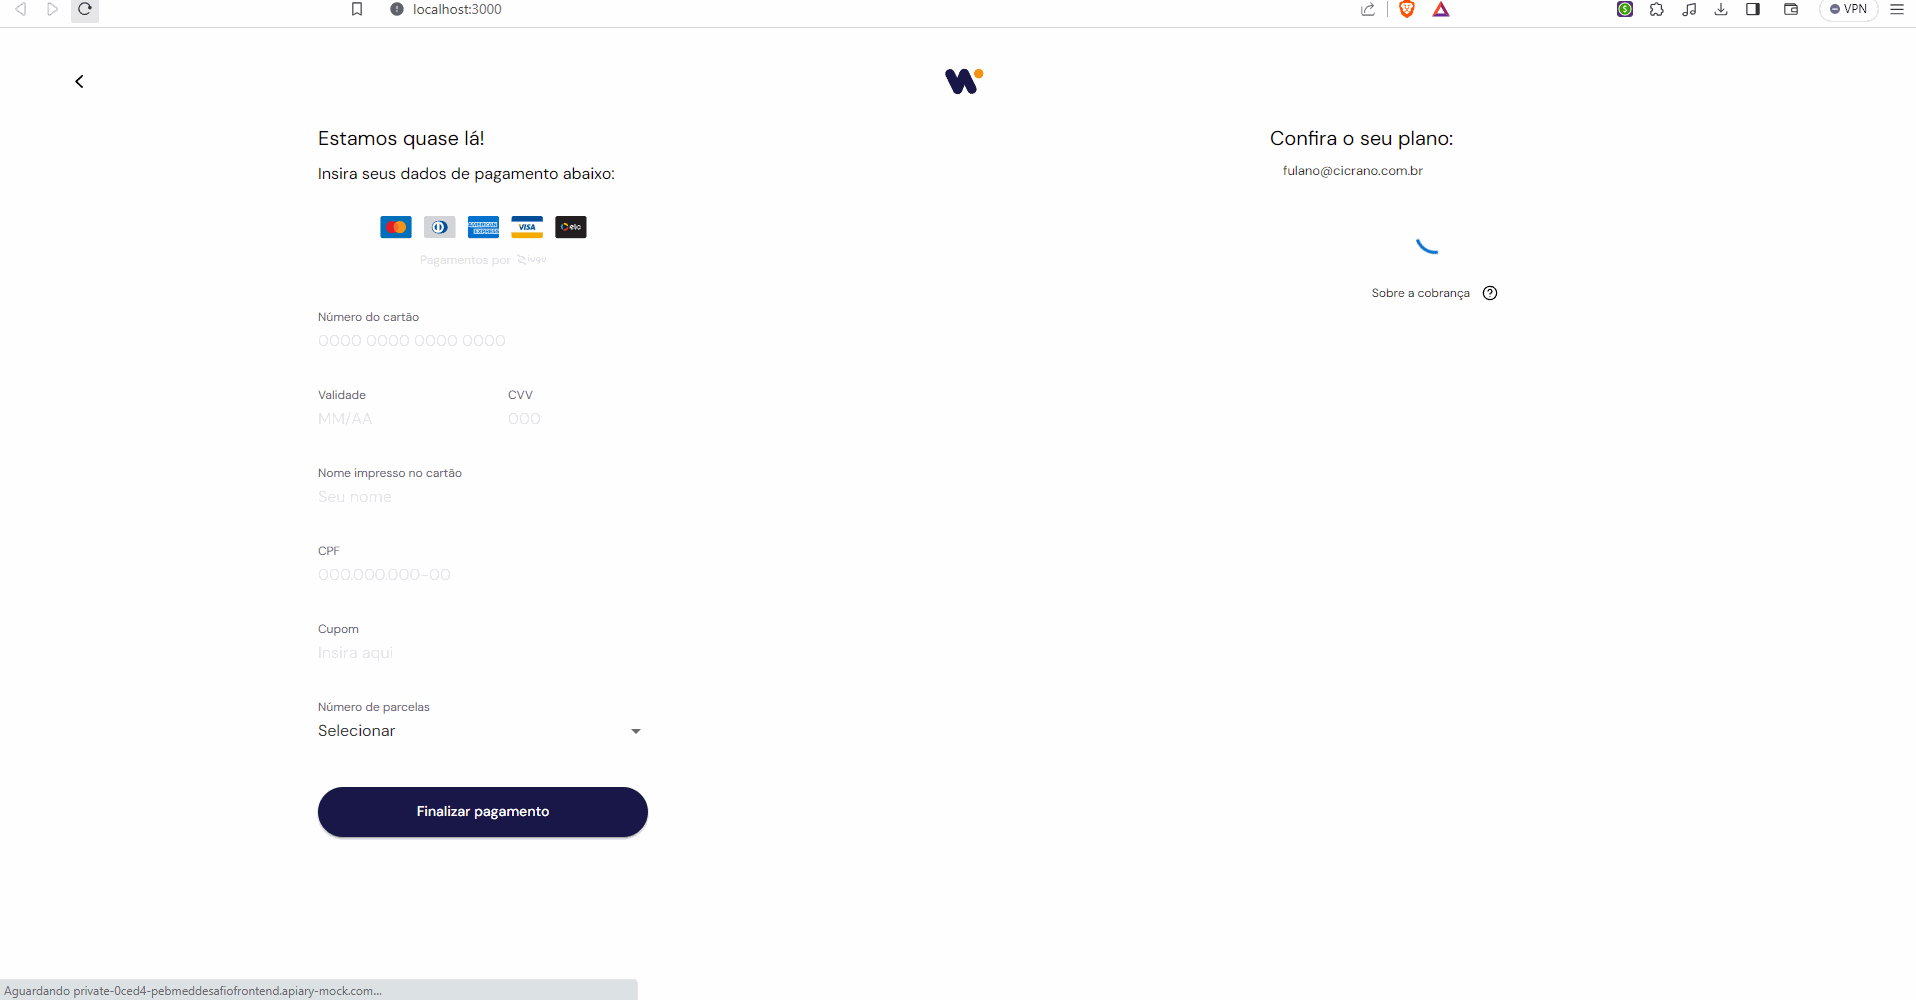 localhost:3000
VPN
Estamos quase lá!
Insira seus dados de pagamento abaixo:
AMERICAN
EXPRESS
VISA
elo
Pagamentos por iugu
Número do cartão
0000 0000 0000 0000
Validade
CVV
MM/AA
000
Nome impresso no cartão
Seu nome
CPF
000.000.000-00
Cupom
Insira aqui
Número de parcelas
Selecionar
Finalizar pagamento
Confira o seu plano:
fulano@cicrano.com.br
Sobre a cobrança
Aguardando private-0ced4-pebmeddesafiofrontend.apiary-mock.com...